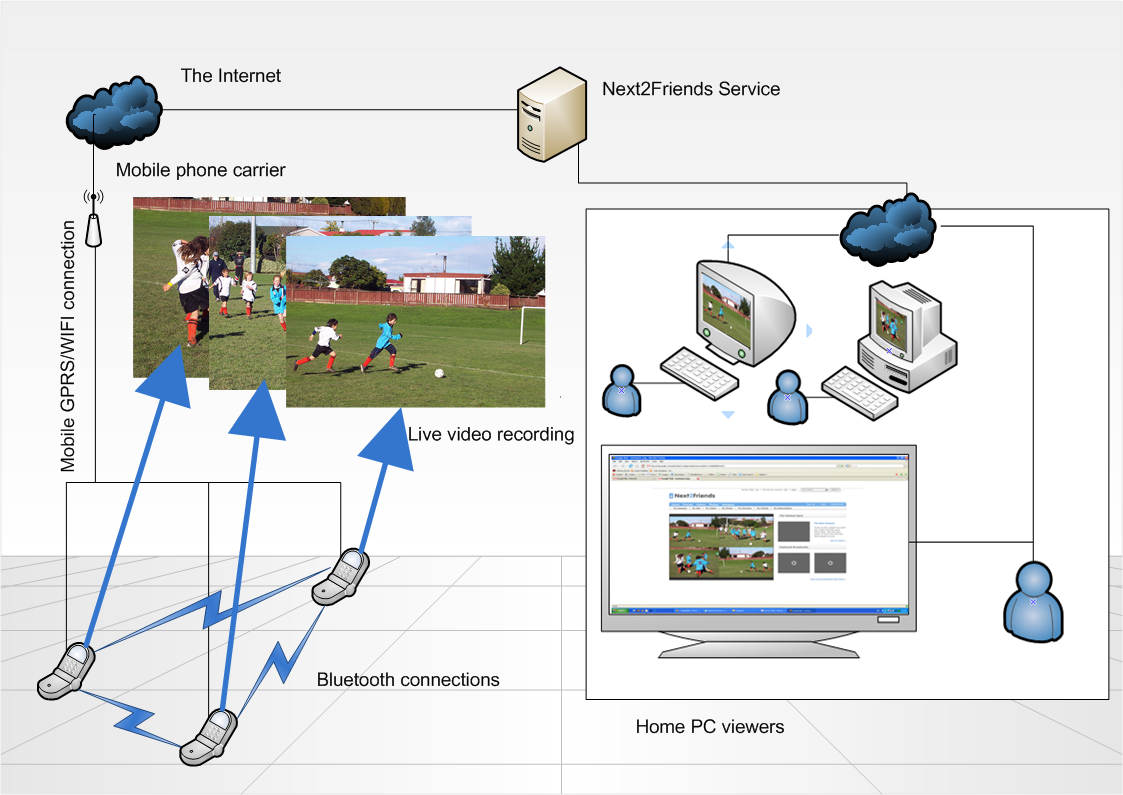 The Internet
Next2Friends Service
Mobile phone carrier
Mobile GPRS/WIFI connection
Live video recording
Next2Friends
Bluetooth connections
Home PC viewers